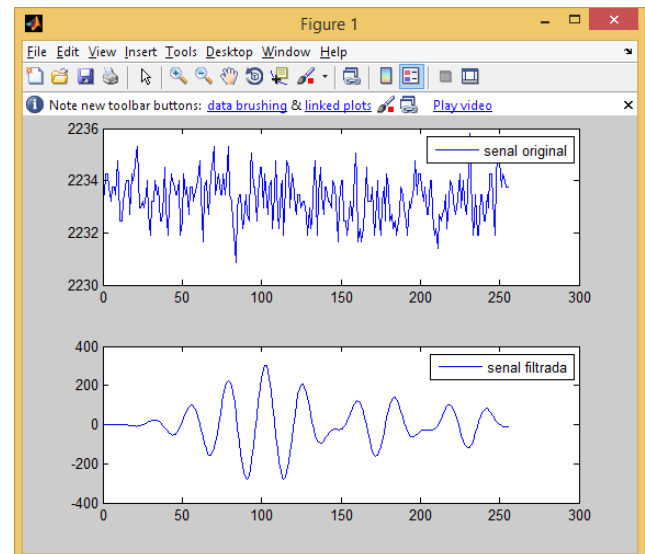 Figure 1
File Edit View Insert Tools Desktop Window Help
Note new toolbar buttons: data brushing & linked plots Play video
2236
2234
2232
2230
0 50 100 150 200 250 300
senal original
400
200
0
-200
-400
0 50 100 150 200 250 300
senal filtrada